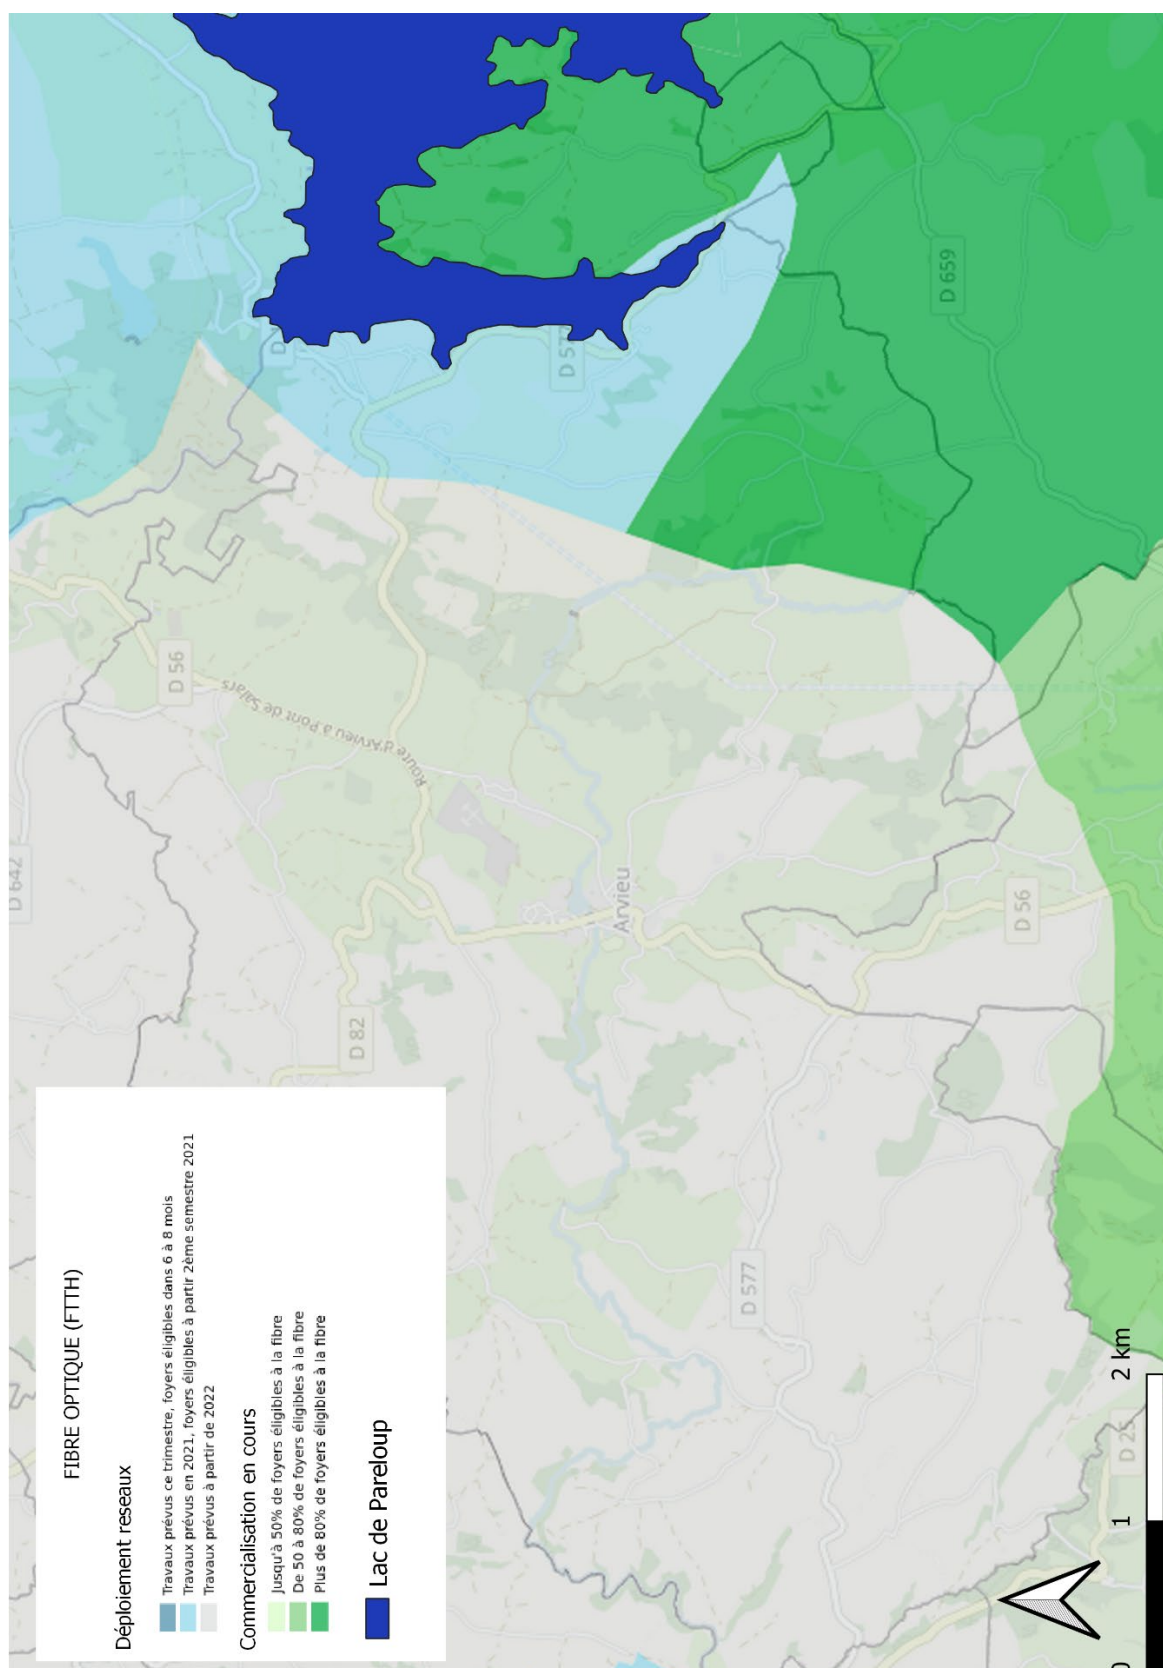 FIBRE OPTIQUE (FTTH)
Déploiement reseaux
Travaux prévus ce trimestre, foyers éligibles dans 6 à 8 mois
Travaux prévus en 2021, foyers éligibles à partir 2ème semestre 2021
Travaux prévus à partir de 2022
Commercialisation en cours
Jusqu'à 50% de foyers éligibles à la fibre
De 50 à 80% de foyers éligibles à la fibre
Plus de 80% de foyers éligibles à la fibre
Lac de Pareloup
D 642
D 56
Route d'Arvieu à Pont de Salars
D 82
D 577
Arvieu
D 659
D 577
D 56
D 25
0 1 2 km